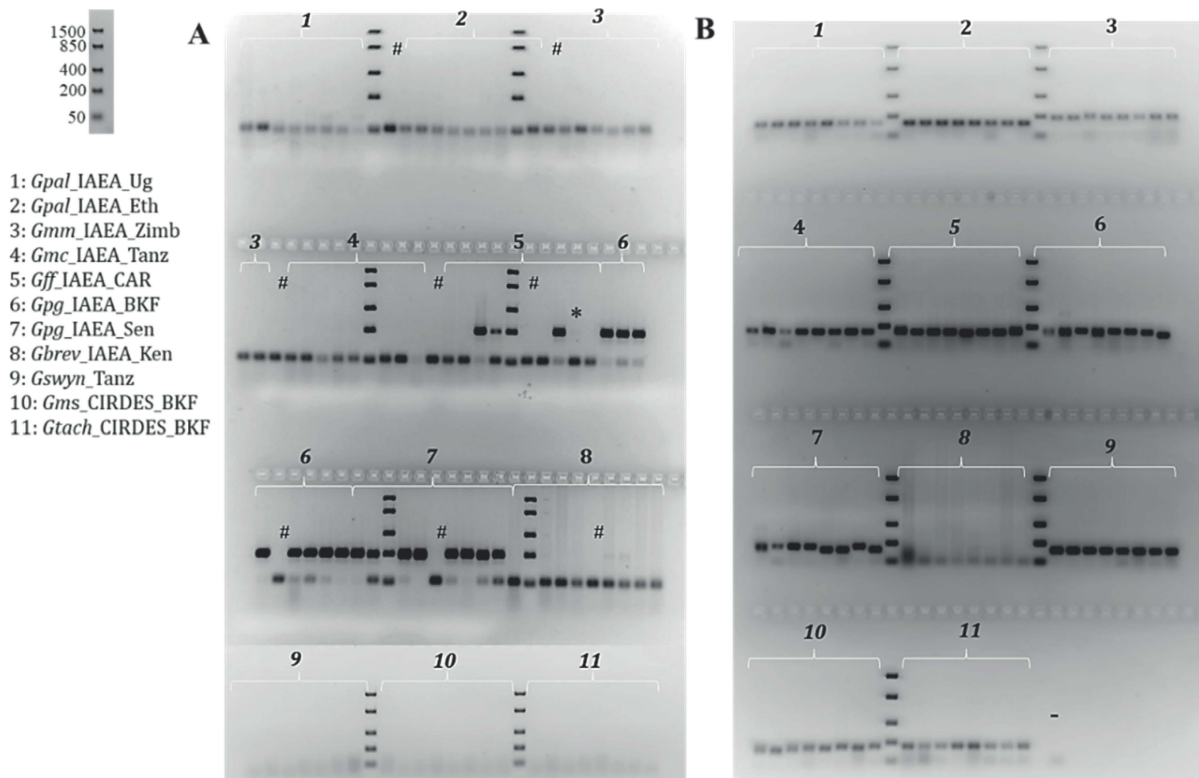 1500
850
400
200
50
1: Gpal_IAEA_Ug
2: Gpal_IAEA_Eth
3: Gmm_IAEA_Zimb
4: Gmc_IAEA_Tanz
5: Gff_IAEA_CAR
6: Gpg_IAEA_BKF
7: Gpg_IAEA_Sen
8: Gbrev_IAEA_Ken
9: Gswyn_Tanz
10: Gms_CIRDES_BKF
11: Gtach_CIRDES_BKF
A
1 2 3
# #
3 4 5 6
# # # *
6 7 8
# # #
9 10 11
B
1 2 3
4 5 6
7 8 9
10 11
-